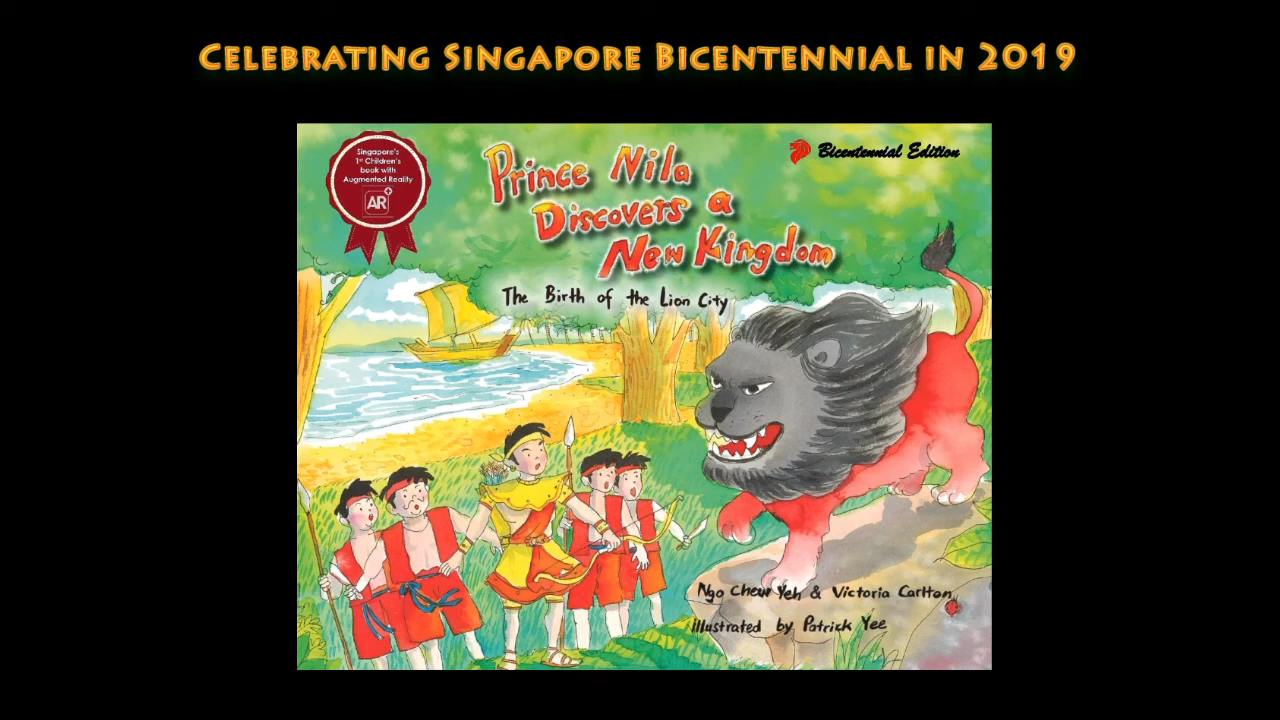 Celebrating Singapore Bicentennial in 2019
Singapore's
1st Children's
book with
Augmented Reality
AR+
Bicentennial Edition
Prince Nila
Discovers a
New Kingdom
The Birth of the Lion City
Ngo Chew Yeh & Victoria Carlton
illustrated by Patrick Yee